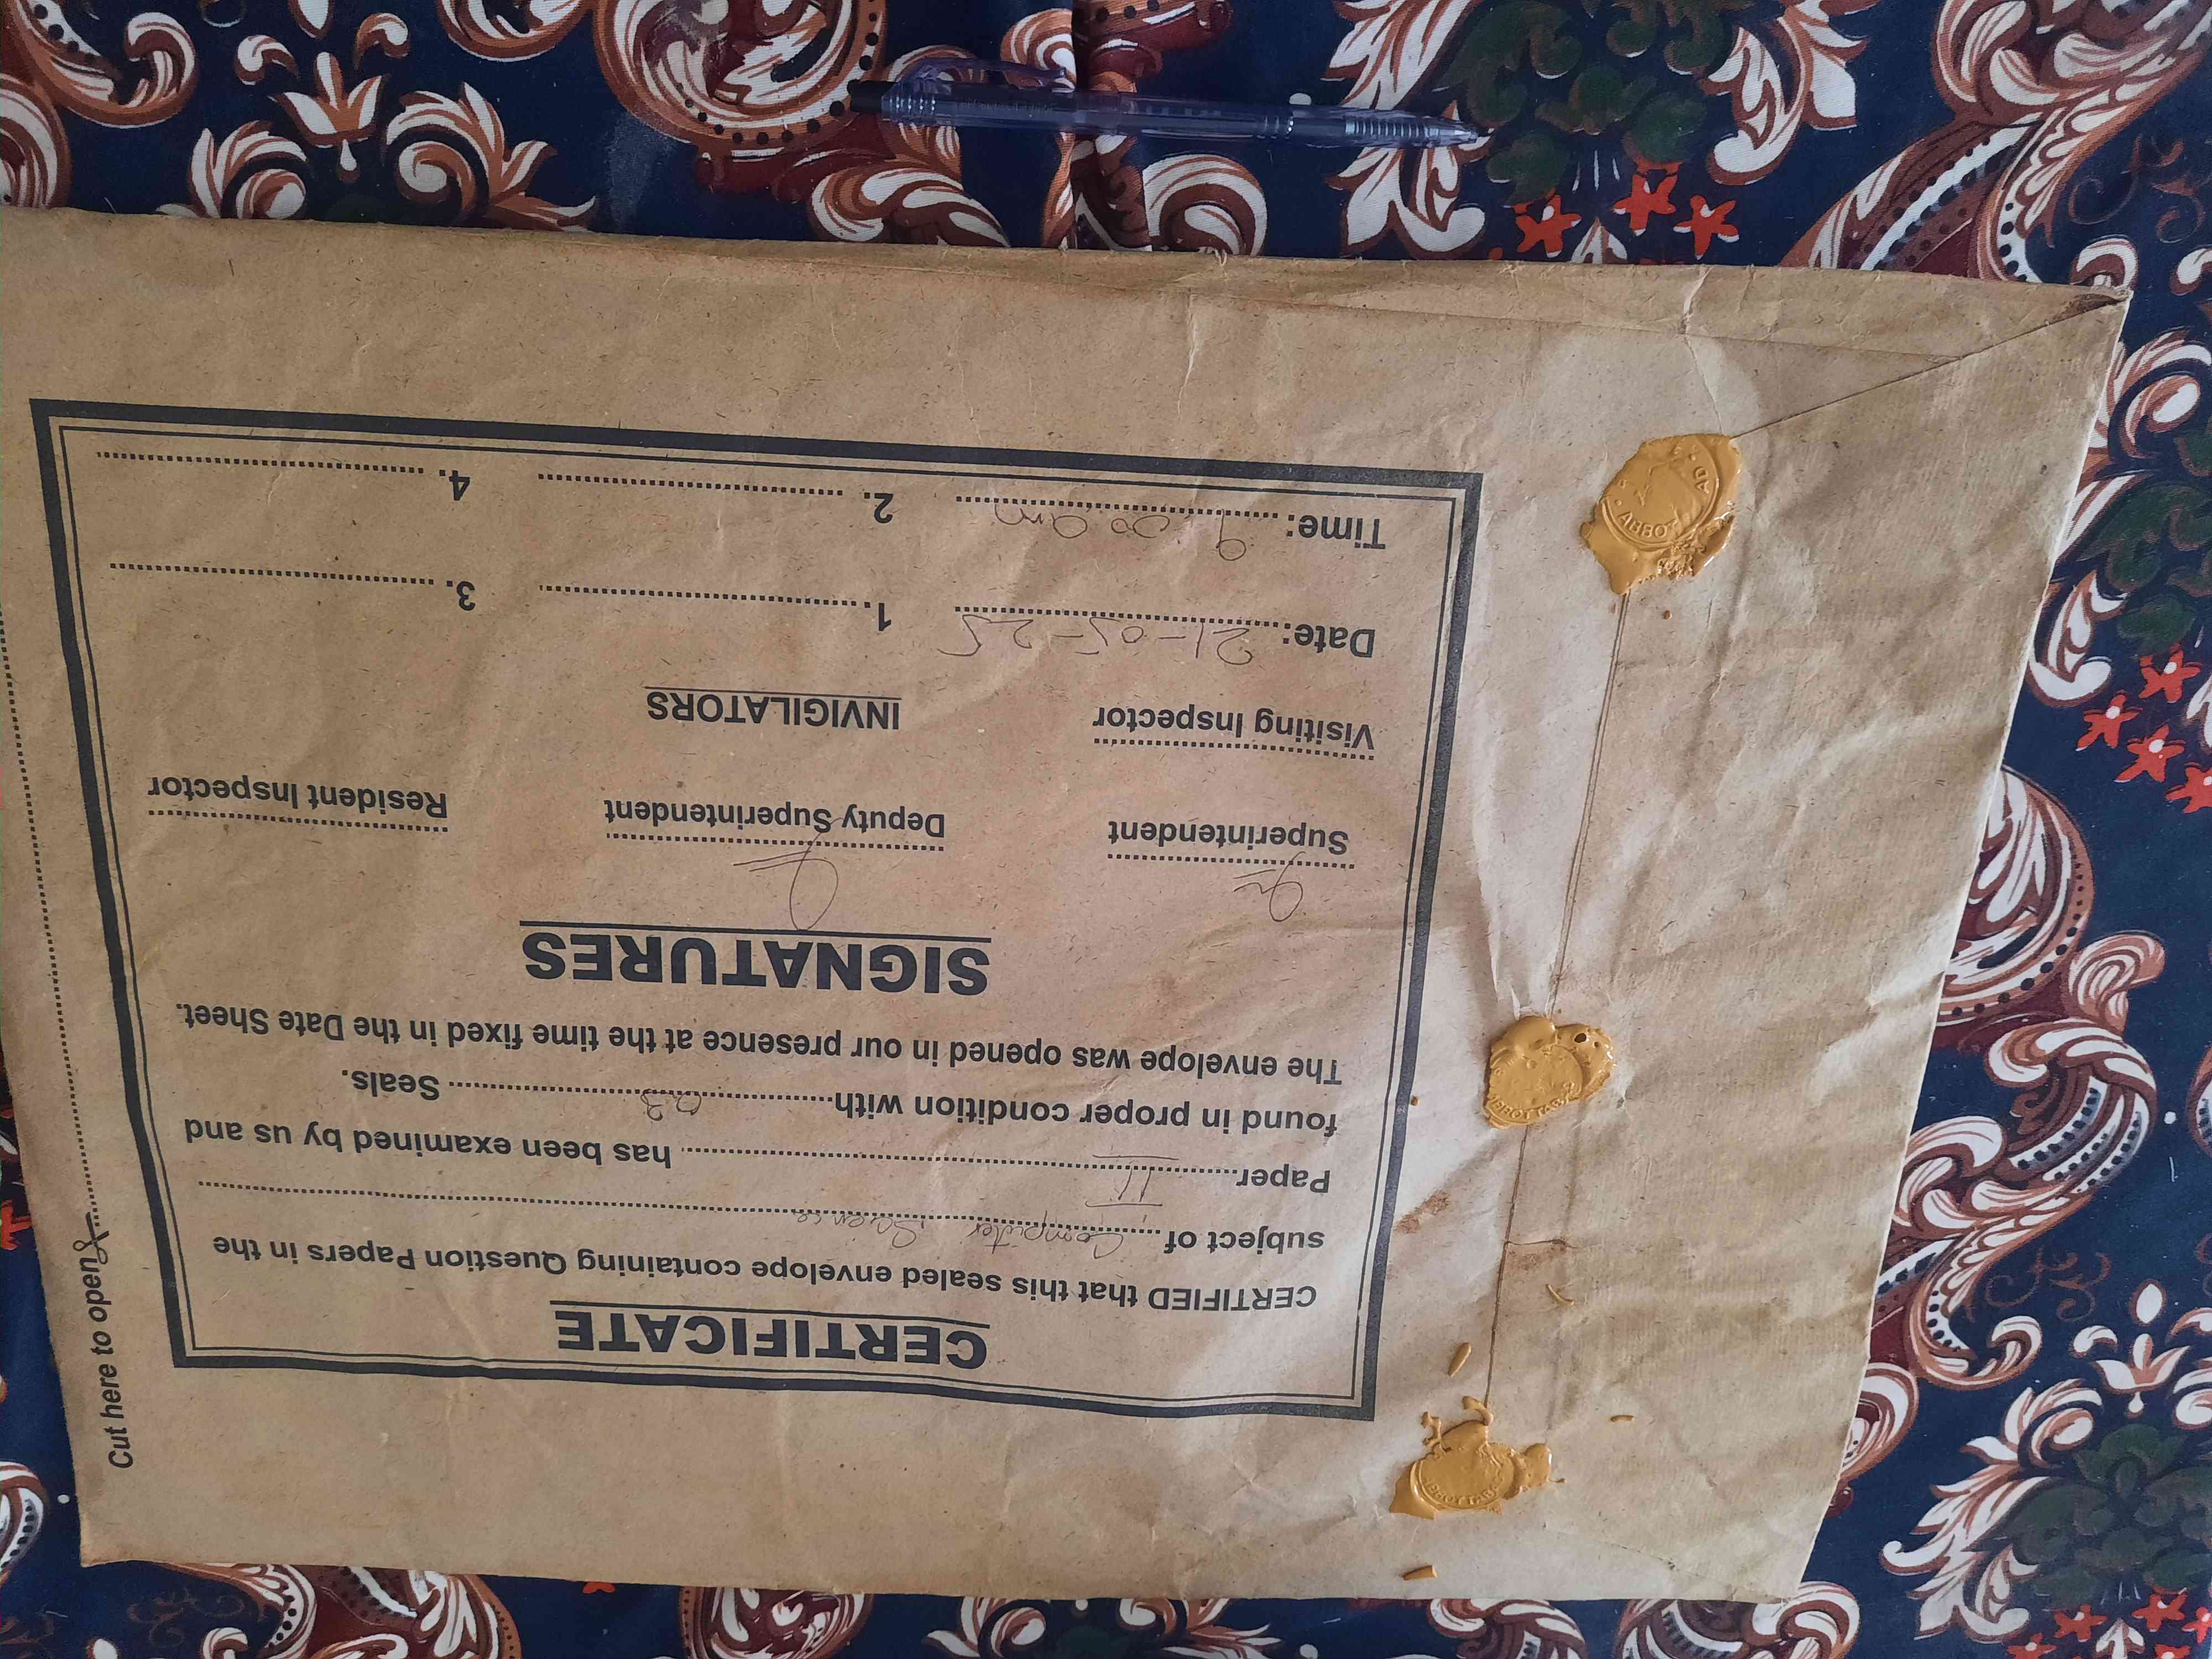 CERTIFICATE
CERTIFIED that this sealed envelope containing Question Papers in the
subject of Computer Science
Paper II has been examined by us and
found in proper condition with 03 Seals.
The envelope was opened in our presence at the time fixed in the Date Sheet.
SIGNATURES
Superintendent Deputy Superintendent Resident Inspector
Visiting Inspector INVIGILATORS
Date: 21-05-25 1. 3.
Time: 9:00 am 2. 4.
Cut here to open